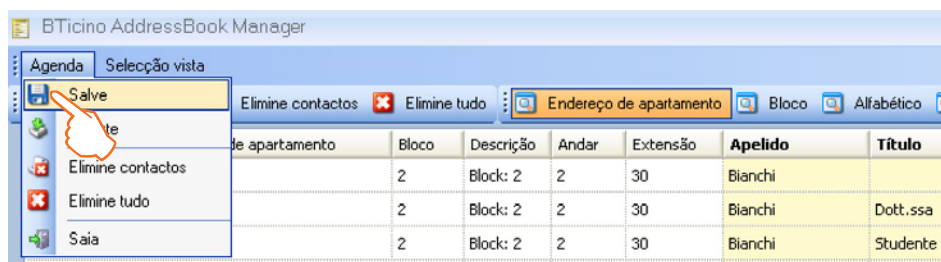 BTicino AddressBook Manager
Agenda Selecção vista
Salve
Elimine contactos
Elimine tudo
Saia
Elimine contactos Elimine tudo Endereço de apartamento Bloco Alfabético
de apartamento Bloco Descrição Andar Extensão Apelido Título
2 Block: 2 2 30 Bianchi
2 Block: 2 2 30 Bianchi Dott.ssa
2 Block: 2 2 30 Bianchi Studente